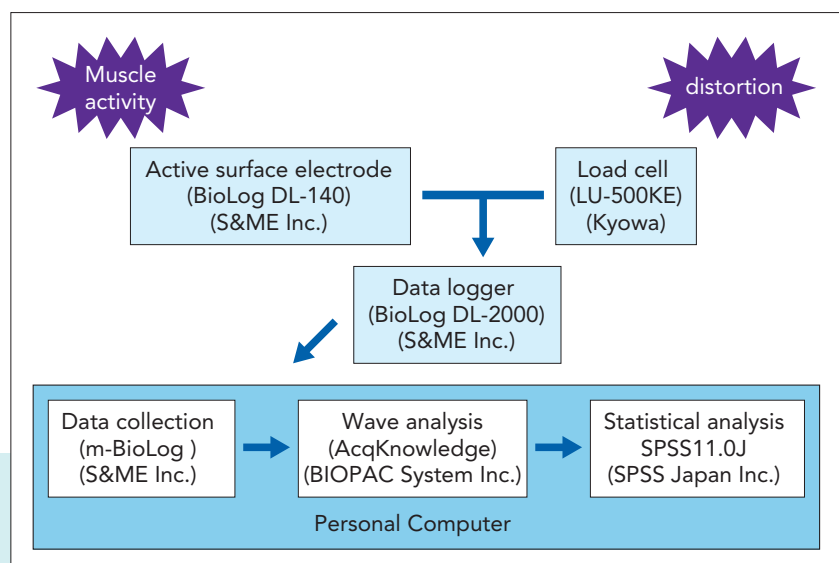 Muscle
activity
distortion
Active surface electrode
(BioLog DL-140)
(S&ME Inc.)
Load cell
(LU-500KE)
(Kyowa)
Data logger
(BioLog DL-2000)
(S&ME Inc.)
Data collection
(m-BioLog )
(S&ME Inc.)
Wave analysis
(AcqKnowledge)
(BIOPAC System Inc.)
Statistical analysis
SPSS11.0J
(SPSS Japan Inc.)
Personal Computer